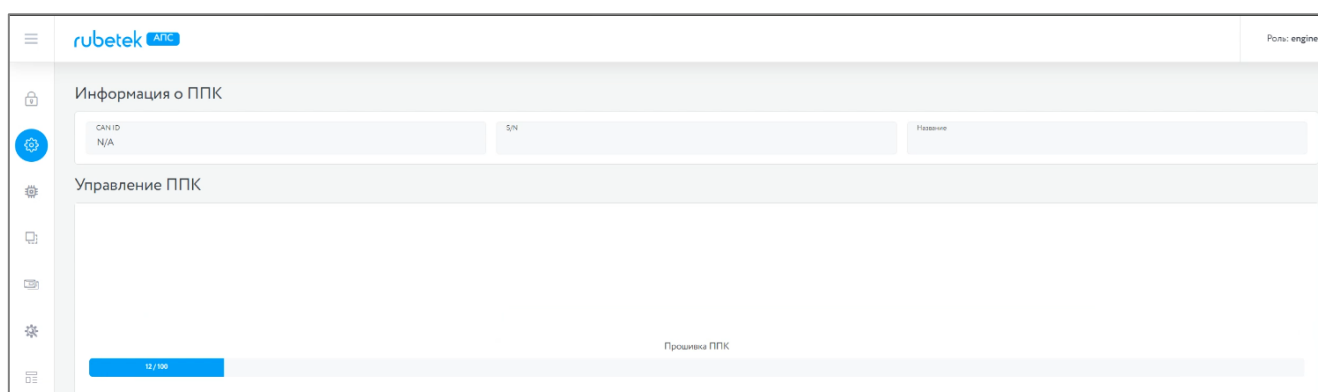 rubetek АПС
Роль: engine
Информация о ППК
CAN ID
N/A
S/N
Название
Управление ППК
Прошивка ППК
12 / 100